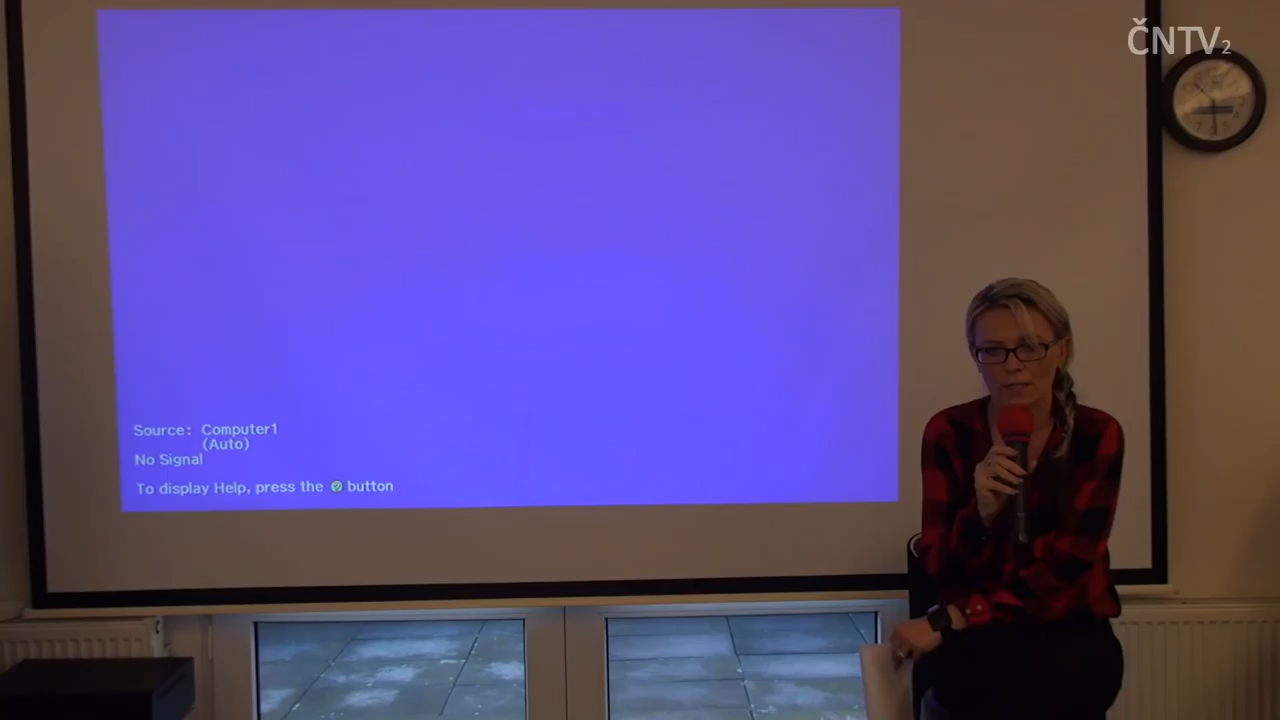 ČNTV2
Source: Computer1
(Auto)
No Signal
To display Help, press the button